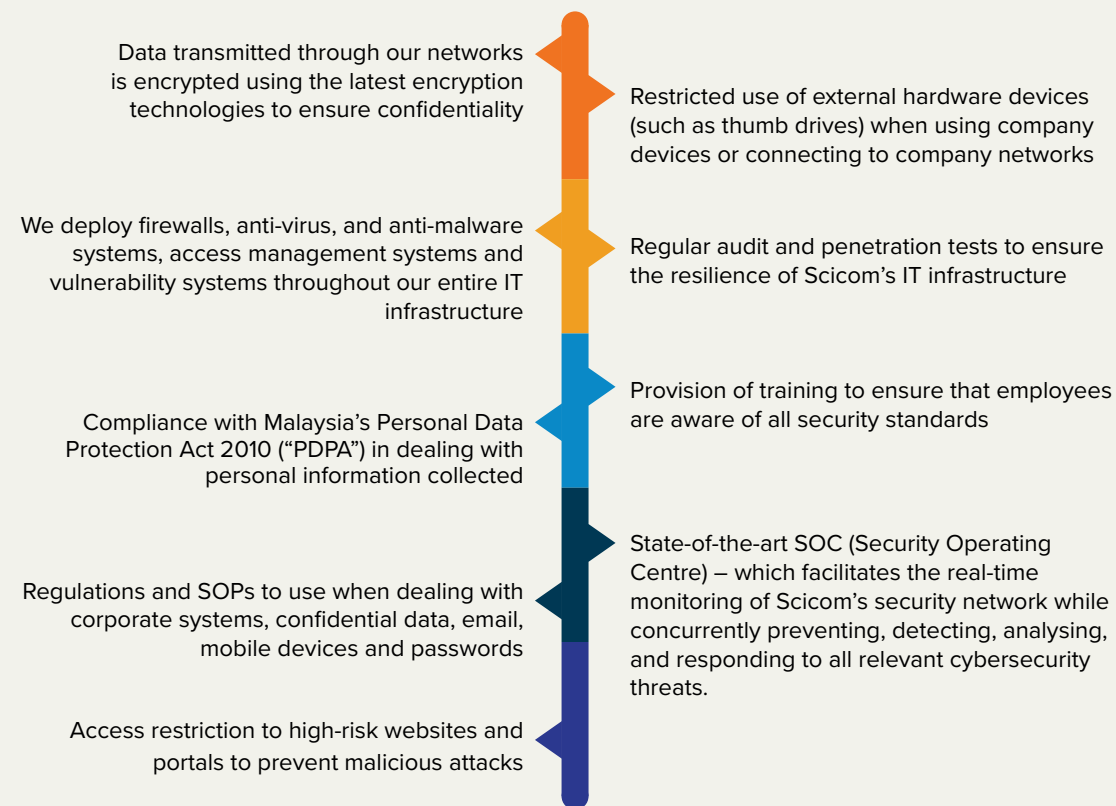 Data transmitted through our networks
is encrypted using the latest encryption
technologies to ensure confidentiality
Restricted use of external hardware devices
(such as thumb drives) when using company
devices or connecting to company networks
We deploy firewalls, anti-virus, and anti-malware
systems, access management systems and
vulnerability systems throughout our entire IT
infrastructure
Regular audit and penetration tests to ensure
the resilience of Scicom’s IT infrastructure
Provision of training to ensure that employees
are aware of all security standards
Compliance with Malaysia’s Personal Data
Protection Act 2010 (“PDPA”) in dealing with
personal information collected
State-of-the-art SOC (Security Operating
Centre) – which facilitates the real-time
monitoring of Scicom’s security network while
concurrently preventing, detecting, analysing,
and responding to all relevant cybersecurity
threats.
Regulations and SOPs to use when dealing with
corporate systems, confidential data, email,
mobile devices and passwords
Access restriction to high-risk websites and
portals to prevent malicious attacks